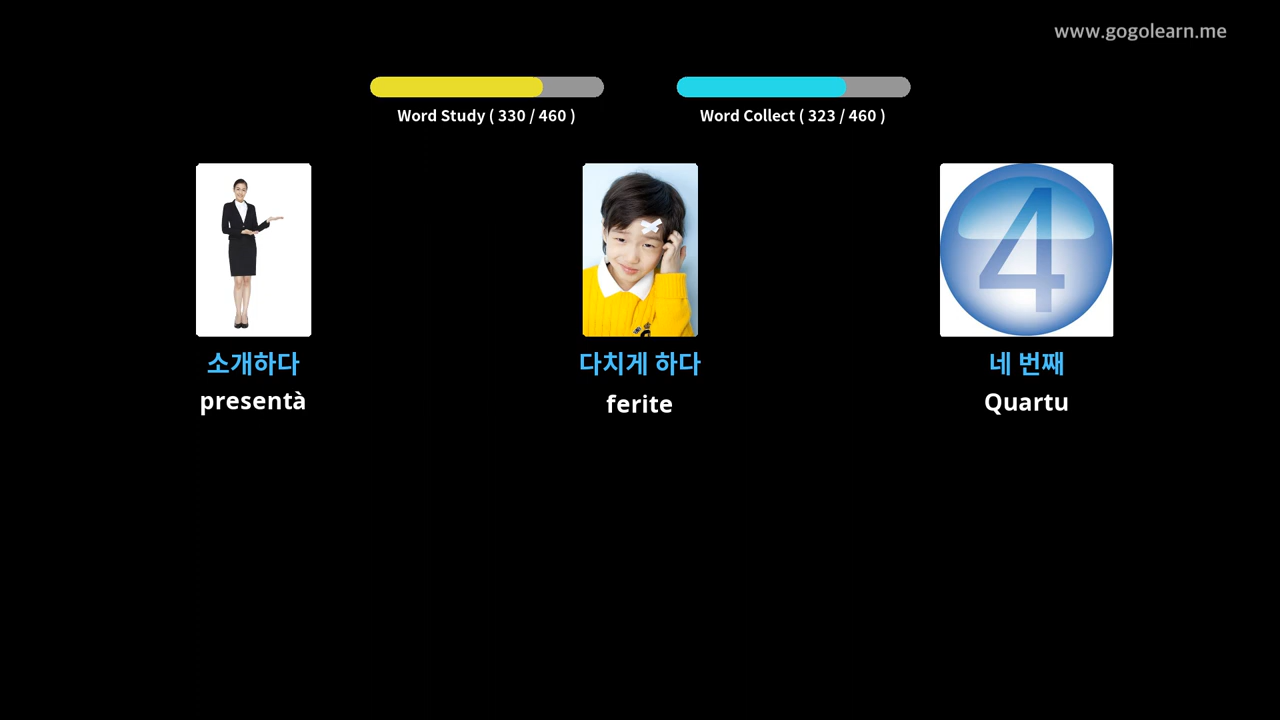 www.gogolearn.me
Word Study ( 330 / 460 )
Word Collect ( 323 / 460 )
4
소개하다
다치게 하다
네 번째
presentà
ferite
Quartu